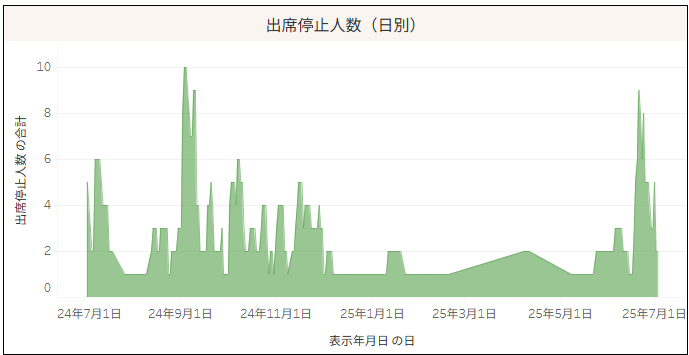 出席停止人数（日別）
出席停止人数 の合計
10
8
6
4
2
0
24年7月1日 24年9月1日 24年11月1日 25年1月1日 25年3月1日 25年5月1日 25年7月1日
表示年月日 の日